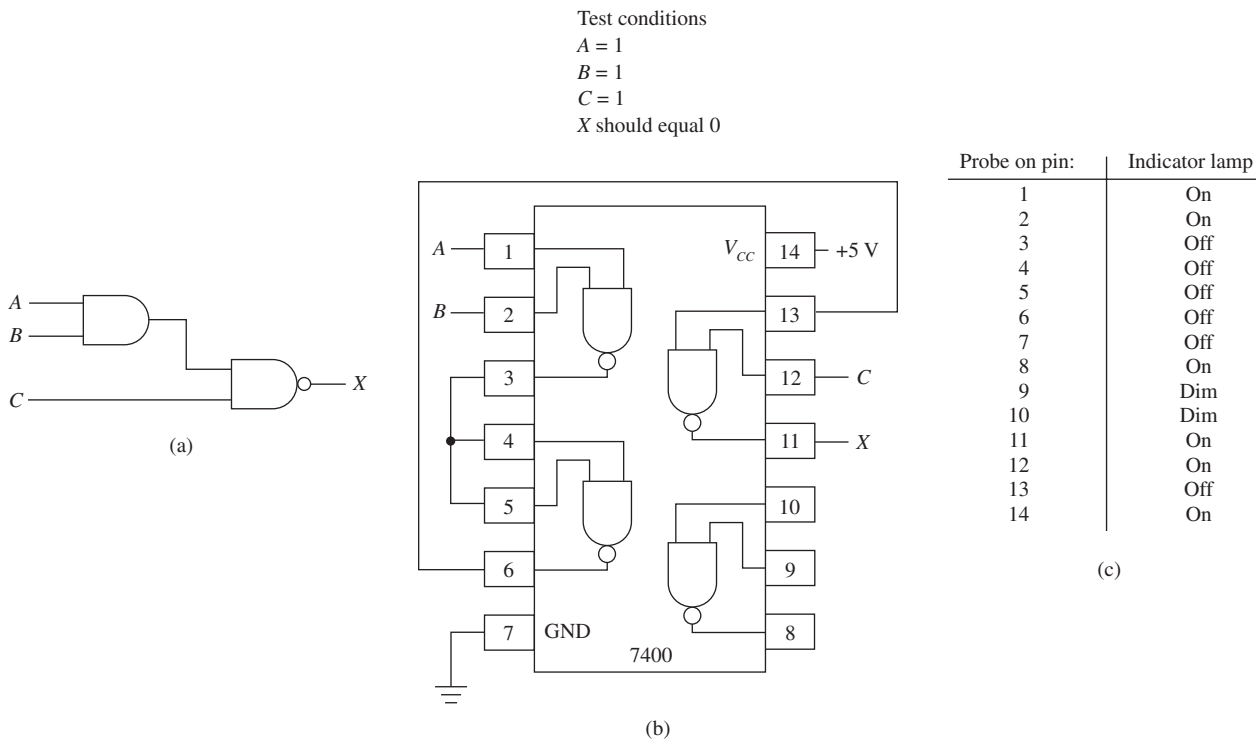 Test conditions
A = 1
B = 1
C = 1
X should equal 0
A
B
C
X
(a)
A
B
1
2
3
4
5
6
7
GND
V_CC
14
+5 V
13
12
C
11
X
10
9
8
7400
(b)
Probe on pin: Indicator lamp
1 On
2 On
3 Off
4 Off
5 Off
6 Off
7 Off
8 On
9 Dim
10 Dim
11 On
12 On
13 Off
14 On
(c)